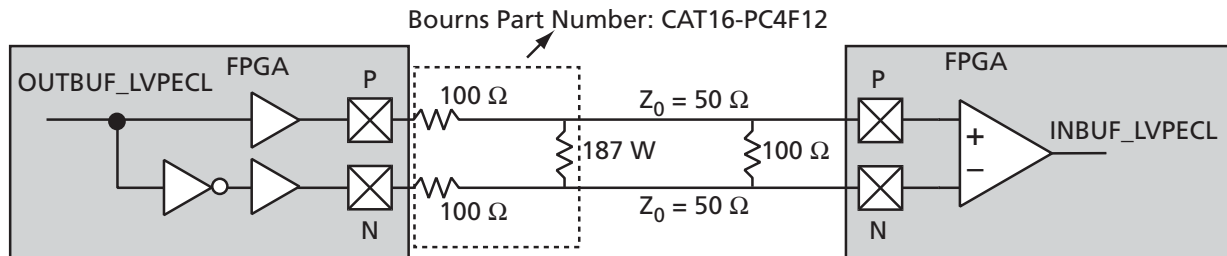 Bourns Part Number: CAT16-PC4F12
OUTBUF_LVPECL
FPGA
P
100 Ω
Z0 = 50 Ω
187 W
100 Ω
100 Ω
Z0 = 50 Ω
N
FPGA
P
+
−
INBUF_LVPECL
N